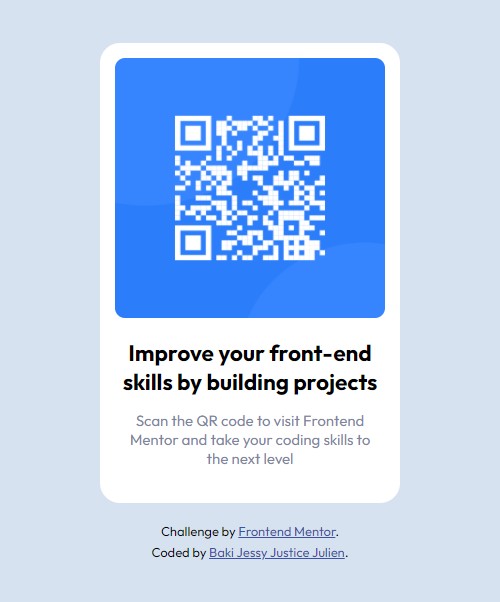 Improve your front-end
skills by building projects
Scan the QR code to visit Frontend
Mentor and take your coding skills to
the next level
Challenge by Frontend Mentor.
Coded by Baki Jessy Justice Julien.